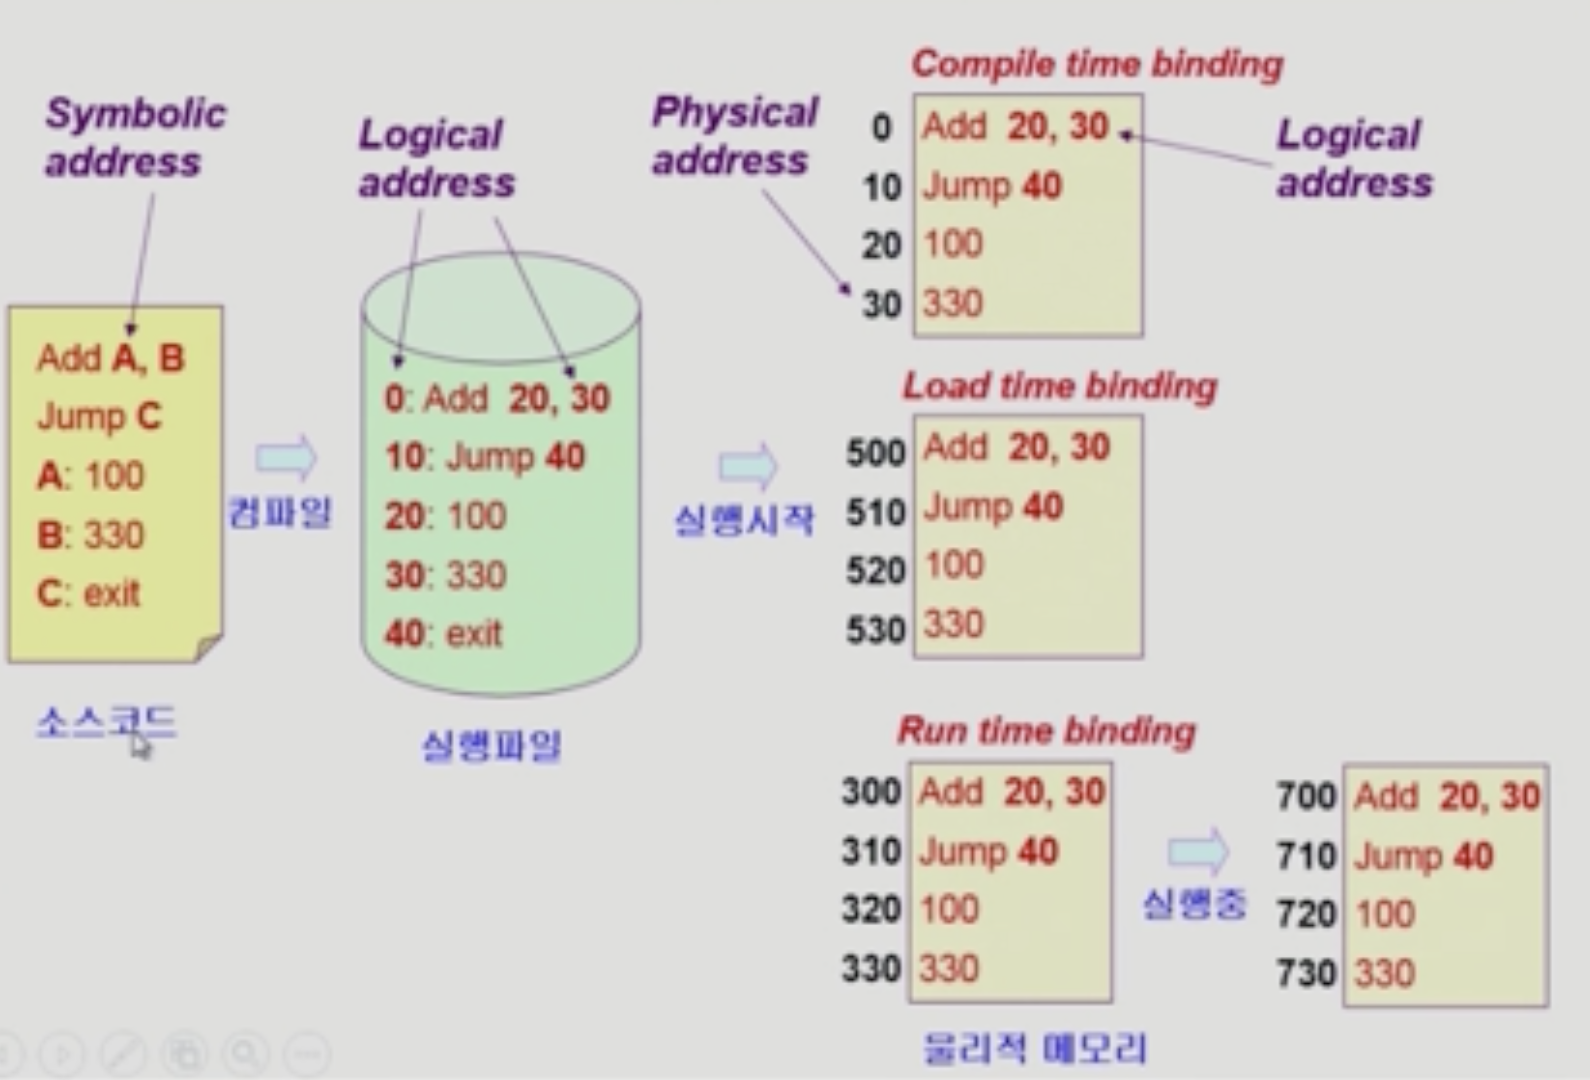 Symbolic
address
Add A, B
Jump C
A: 100
B: 330
C: exit
소스코드
컴파일
Logical
address
0: Add 20, 30
10: Jump 40
20: 100
30: 330
40: exit
실행파일
실행시작
Physical
address
Compile time binding
0 Add 20, 30
10 Jump 40
20 100
30 330
Logical
address
Load time binding
500 Add 20, 30
510 Jump 40
520 100
530 330
Run time binding
300 Add 20, 30
310 Jump 40
320 100
330 330
실행중
700 Add 20, 30
710 Jump 40
720 100
730 330
물리적 메모리